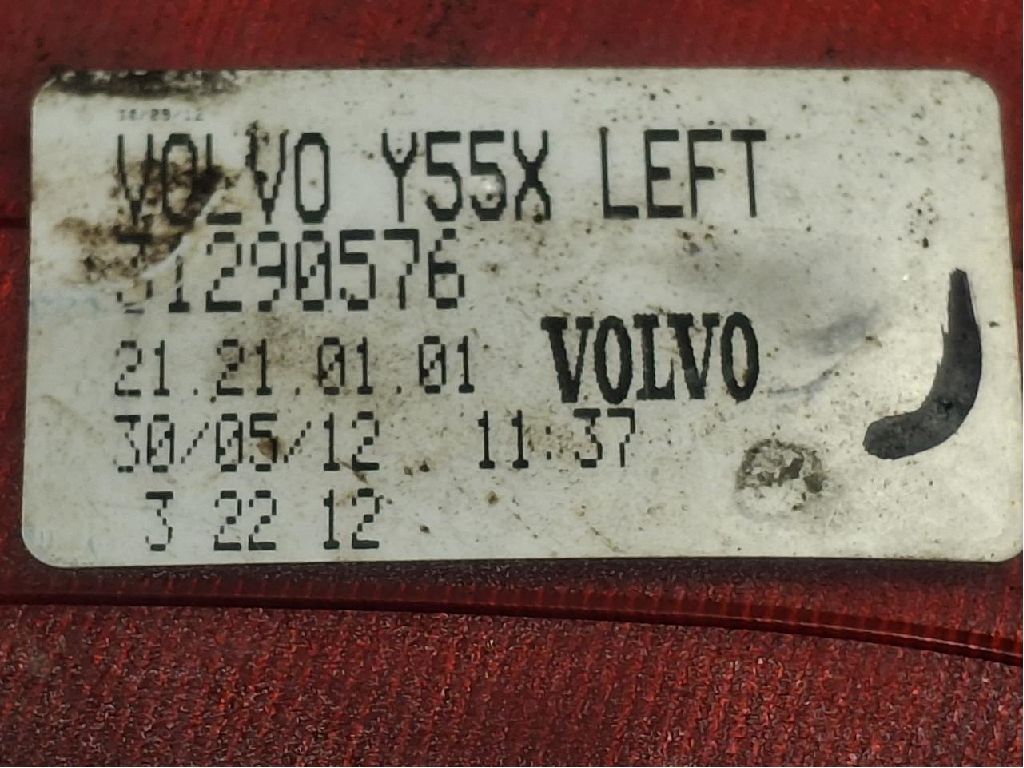 VOLVO Y55X LEFT
31290576
21.21.01.01 VOLVO
30/05/12 11:37
3 22 12